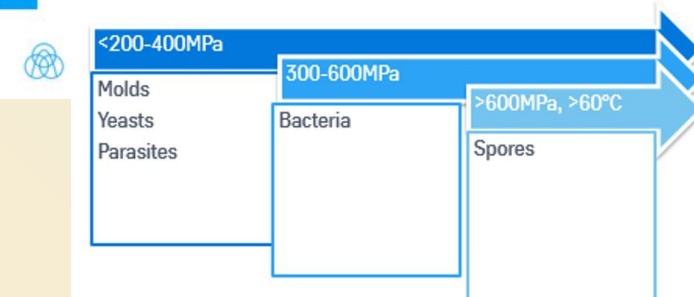 <200-400MPa
Molds
Yeasts
Parasites
300-600MPa
Bacteria
>600MPa, >60°C
Spores